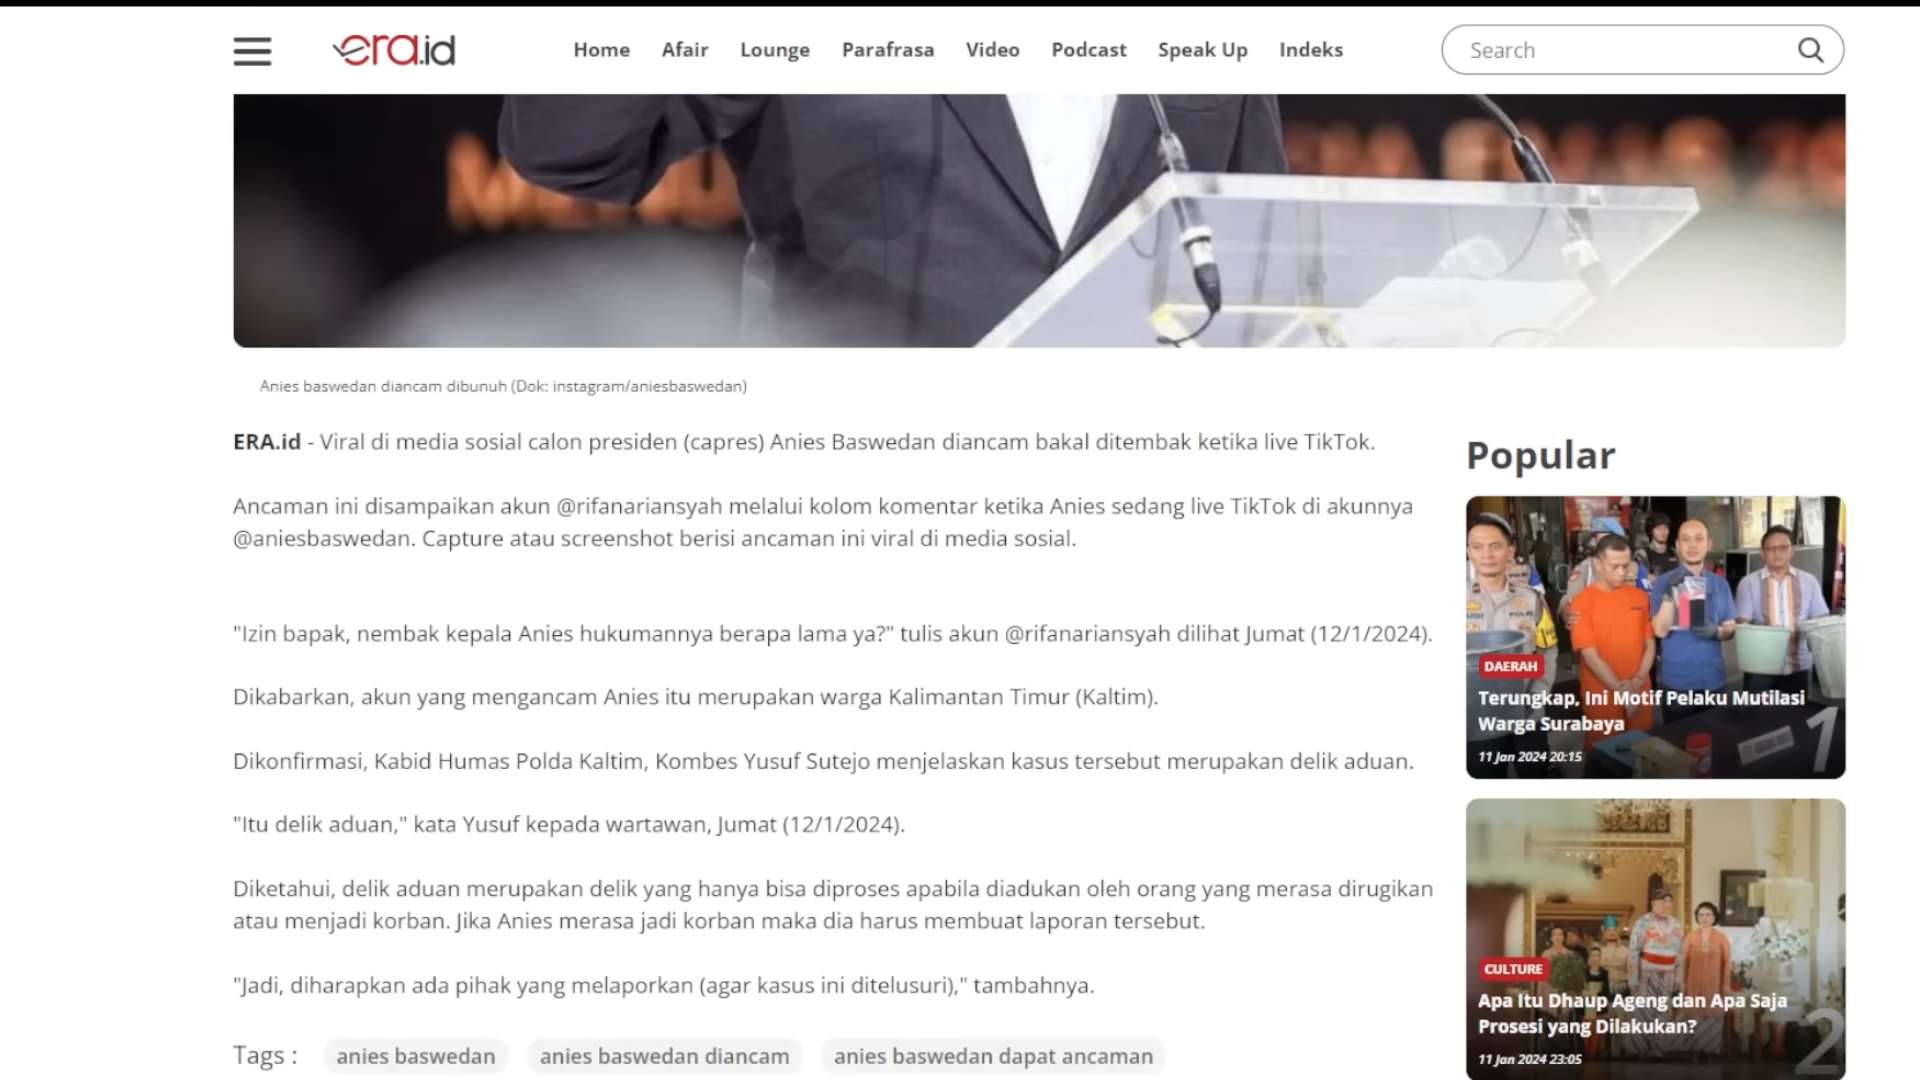 era.id
Home Afair Lounge Parafrasa Video Podcast Speak Up Indeks
Search
Anies baswedan diancam dibunuh (Dok: instagram/aniesbaswedan)
ERA.id - Viral di media sosial calon presiden (capres) Anies Baswedan diancam bakal ditembak ketika live TikTok.
Ancaman ini disampaikan akun @rifanariansyah melalui kolom komentar ketika Anies sedang live TikTok di akunnya
@aniesbaswedan. Capture atau screenshot berisi ancaman ini viral di media sosial.
"Izin bapak, nembak kepala Anies hukumannya berapa lama ya?" tulis akun @rifanariansyah dilihat Jumat (12/1/2024).
Dikabarkan, akun yang mengancam Anies itu merupakan warga Kalimantan Timur (Kaltim).
Dikonfirmasi, Kabid Humas Polda Kaltim, Kombes Yusuf Sutejo menjelaskan kasus tersebut merupakan delik aduan.
"Itu delik aduan," kata Yusuf kepada wartawan, Jumat (12/1/2024).
Diketahui, delik aduan merupakan delik yang hanya bisa diproses apabila diadukan oleh orang yang merasa dirugikan
atau menjadi korban. Jika Anies merasa jadi korban maka dia harus membuat laporan tersebut.
"Jadi, diharapkan ada pihak yang melaporkan (agar kasus ini ditelusuri)," tambahnya.
Tags : anies baswedan anies baswedan diancam anies baswedan dapat ancaman
Popular
DAERAH
Terungkap, Ini Motif Pelaku Mutilasi
Warga Surabaya
11 Jan 2024 20:15
1
CULTURE
Apa Itu Dhaup Ageng dan Apa Saja
Prosesi yang Dilakukan?
11 Jan 2024 23:05
2